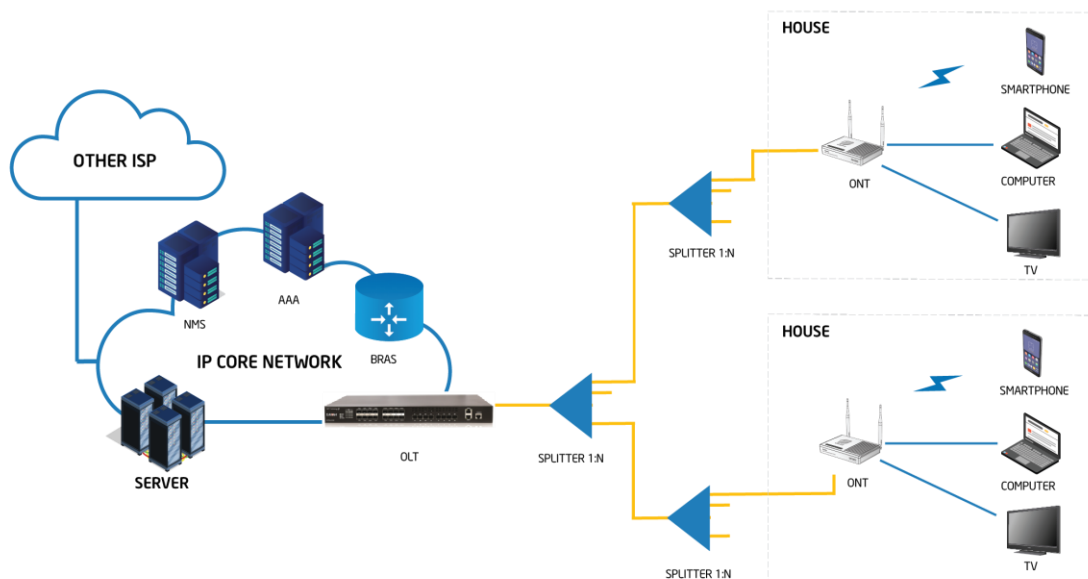 HOUSE
SMARTPHONE
OTHER ISP
ONT
COMPUTER
SPLITTER 1:N
AAA
TV
NMS
HOUSE
BRAS
IP CORE NETWORK
SMARTPHONE
OLT
SPLITTER 1:N
SERVER
ONT
COMPUTER
SPLITTER 1:N
TV